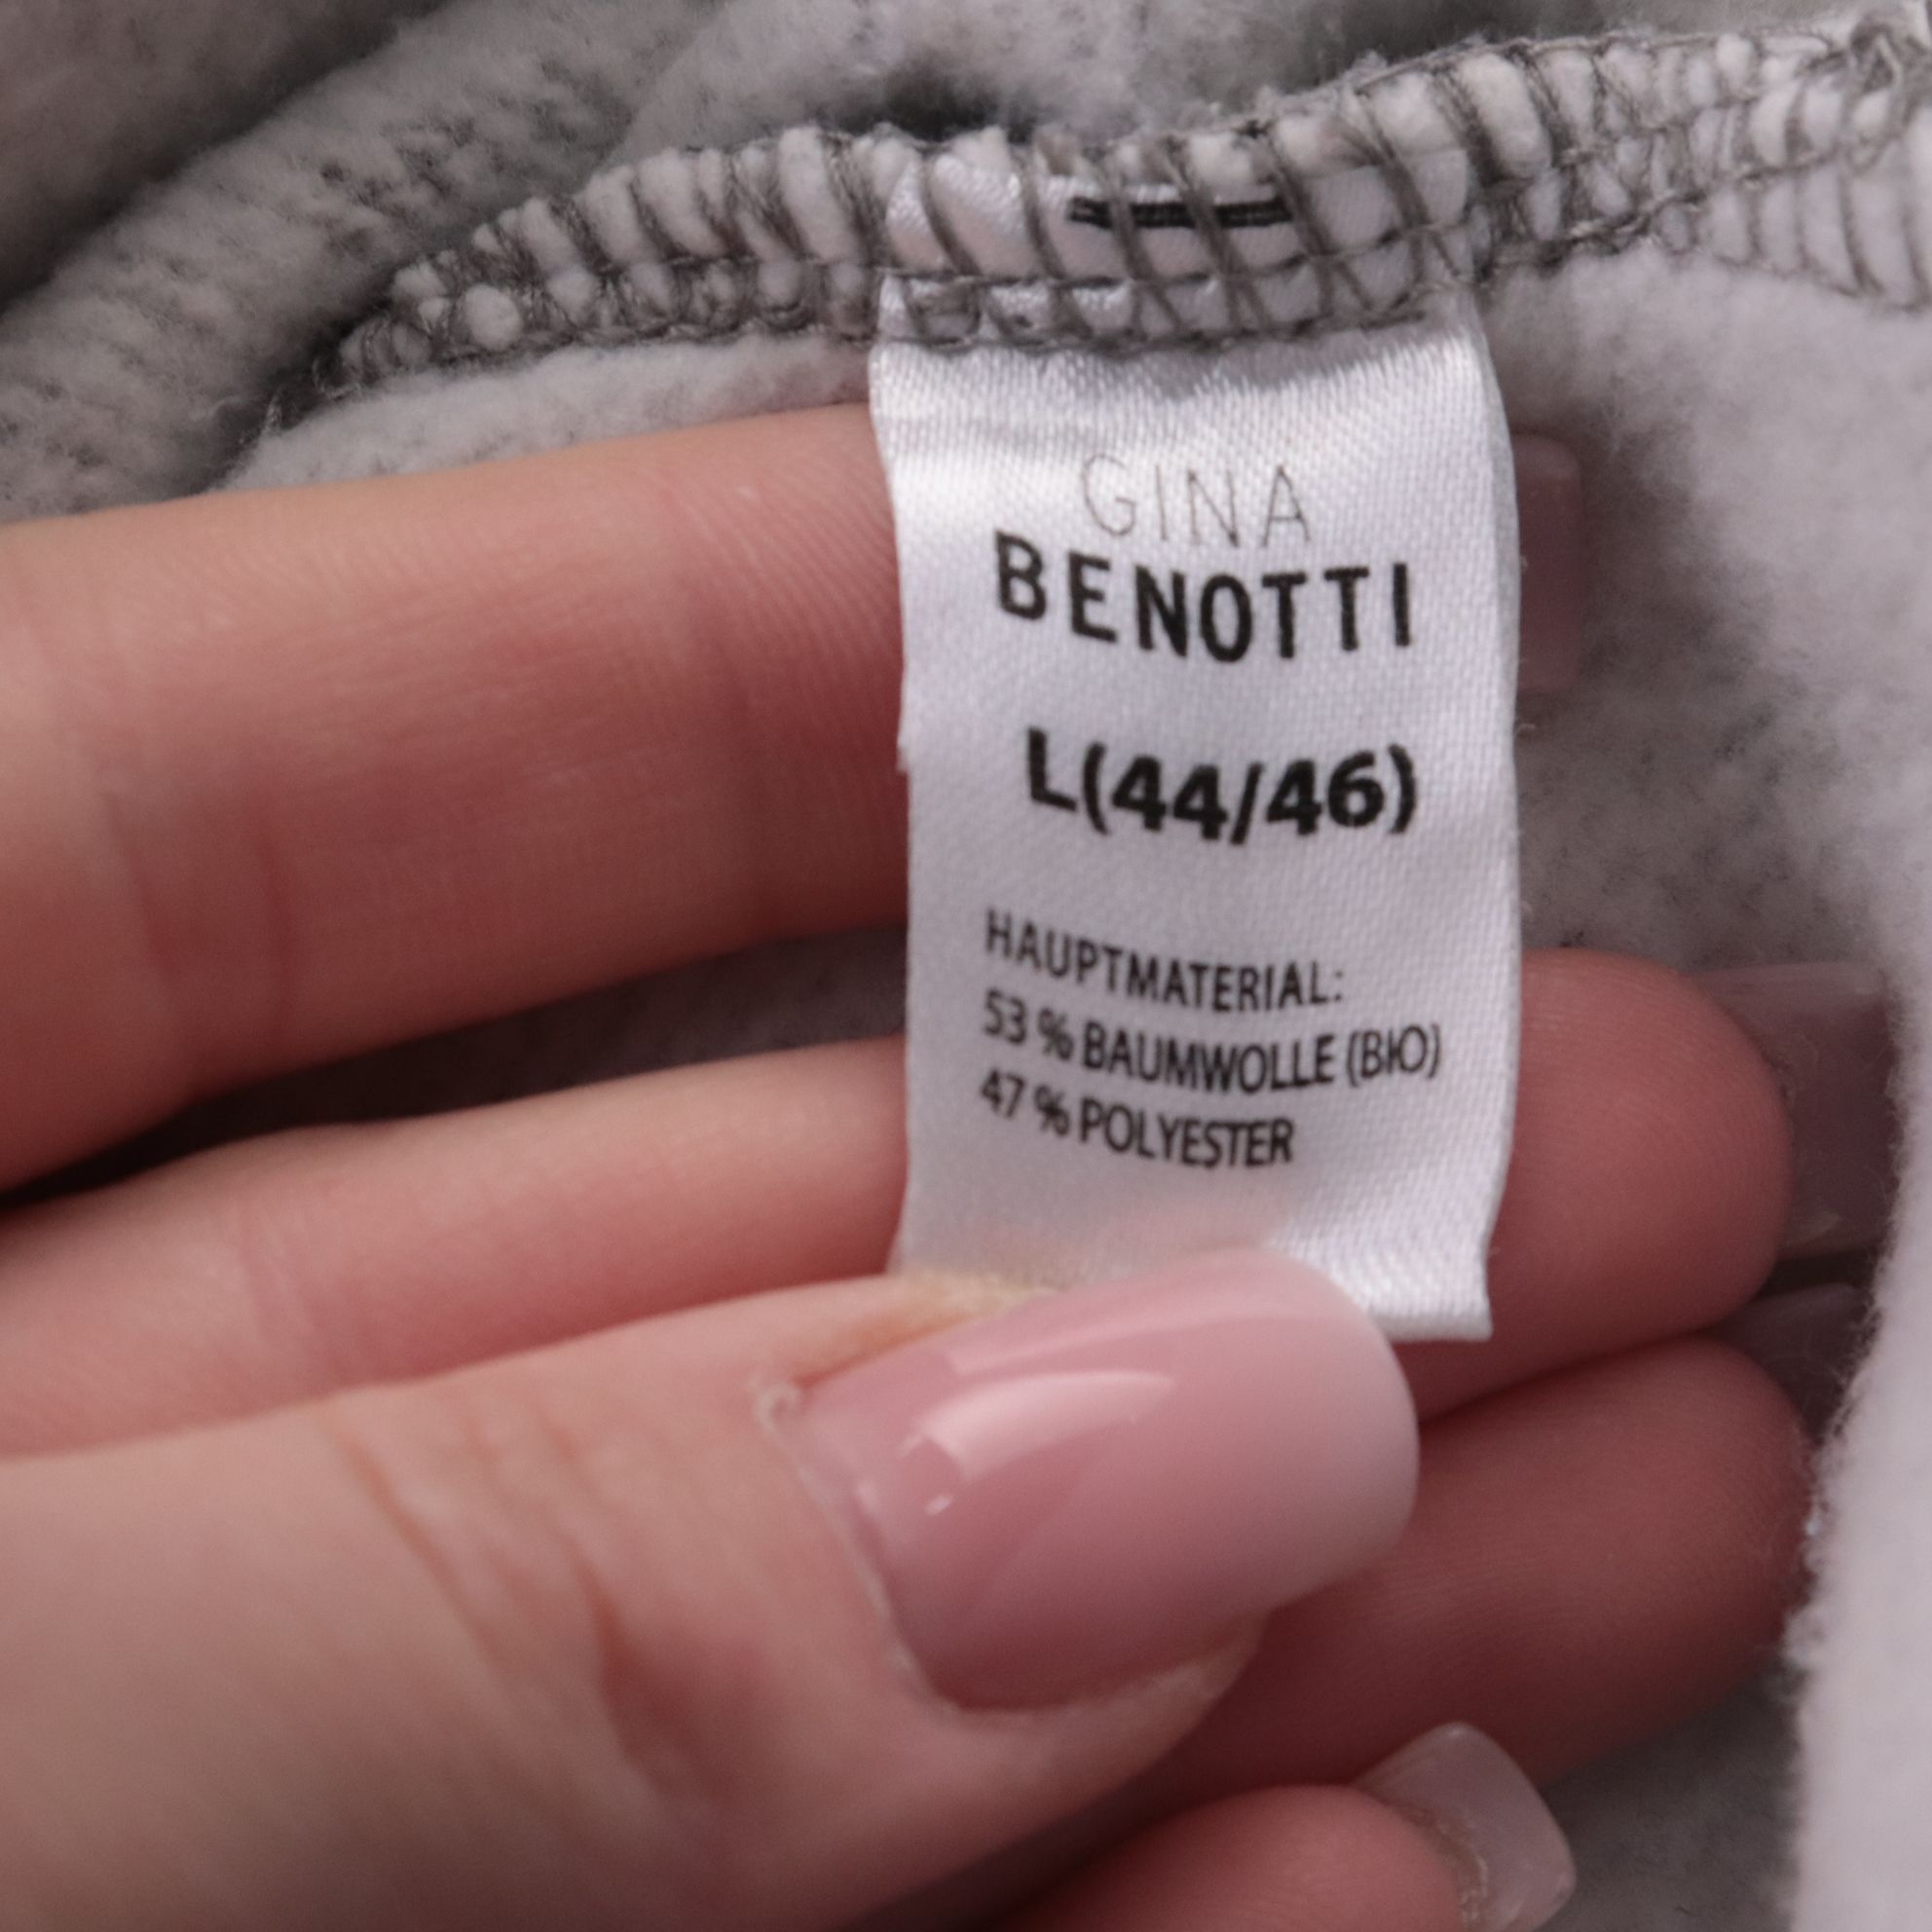 GINA
BENOTTI
L(44/46)
HAUPTMATERIAL:
53 % BAUMWOLLE (BIO)
47 % POLYESTER